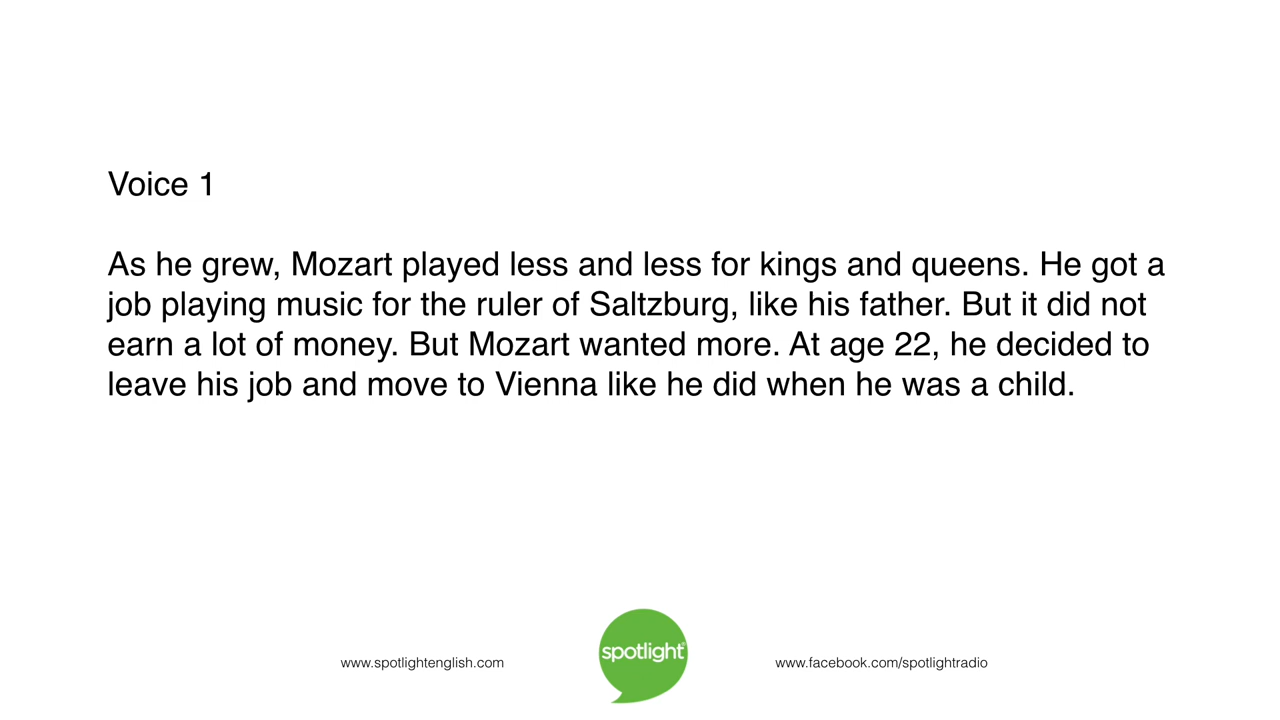 Voice 1
As he grew, Mozart played less and less for kings and queens. He got a
job playing music for the ruler of Saltzburg, like his father. But it did not
earn a lot of money. But Mozart wanted more. At age 22, he decided to
leave his job and move to Vienna like he did when he was a child.
www.spotlightenglish.com
spotlight
www.facebook.com/spotlightradio